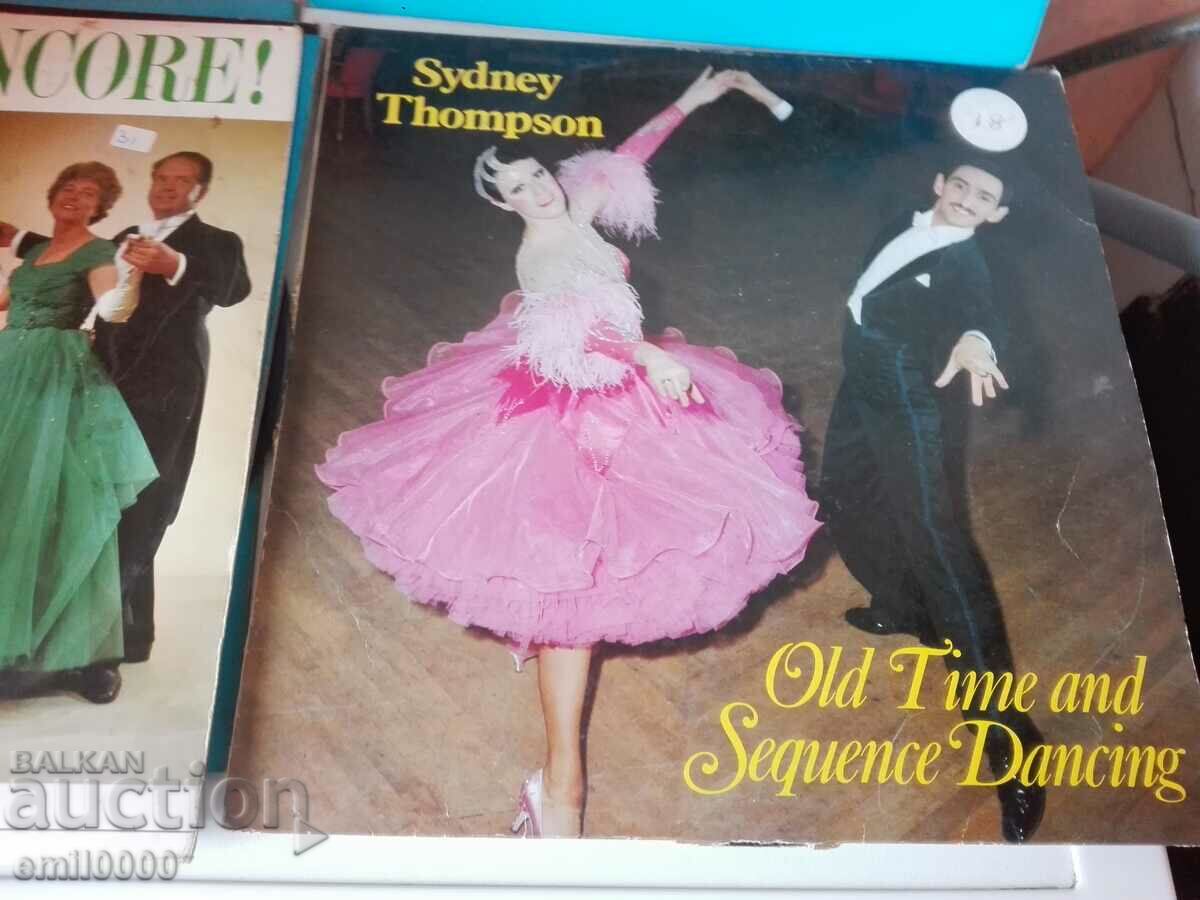 NCORE!
31
Sydney
Thompson
18
Old Time and
Sequence Dancing
BALKAN
auction
emil0000